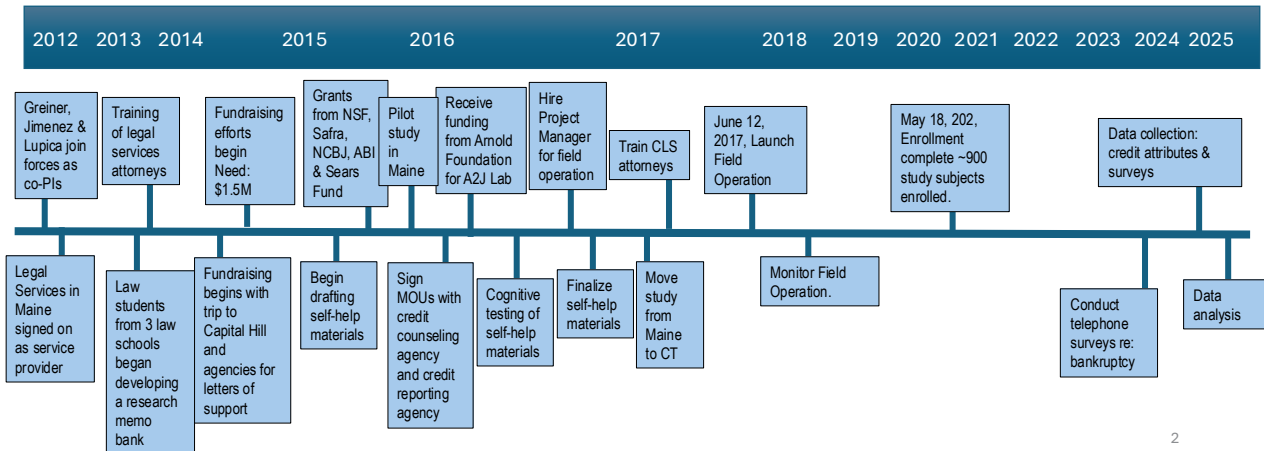 2012 2013 2014 2015 2016 2017 2018 2019 2020 2021 2022 2023 2024 2025
Greiner,
Jimenez &
Lupica join
forces as
co-PIs
Training
of legal
services
attorneys
Fundraising
efforts
begin
Need:
$1.5M
Grants
from NSF,
Safra,
NCBJ, ABI
& Sears
Fund
Pilot
study
in
Maine
Receive
funding
from Arnold
Foundation
for A2J Lab
Hire
Project
Manager
for field
operation
Train CLS
attorneys
June 12,
2017, Launch
Field
Operation
May 18, 202,
Enrollment
complete ~900
study subjects
enrolled.
Data collection:
credit attributes &
surveys
Legal
Services in
Maine
signed on
as service
provider
Law
students
from 3 law
schools
began
developing
a research
memo
bank
Fundraising
begins with
trip to
Capital Hill
and
agencies for
letters of
support
Begin
drafting
self-help
materials
Sign
MOUs with
credit
counseling
agency
and credit
reporting
agency
Cognitive
testing of
self-help
materials
Finalize
self-help
materials
Move
study
from
Maine
to CT
Monitor Field
Operation.
Conduct
telephone
surveys re:
bankruptcy
Data
analysis
2